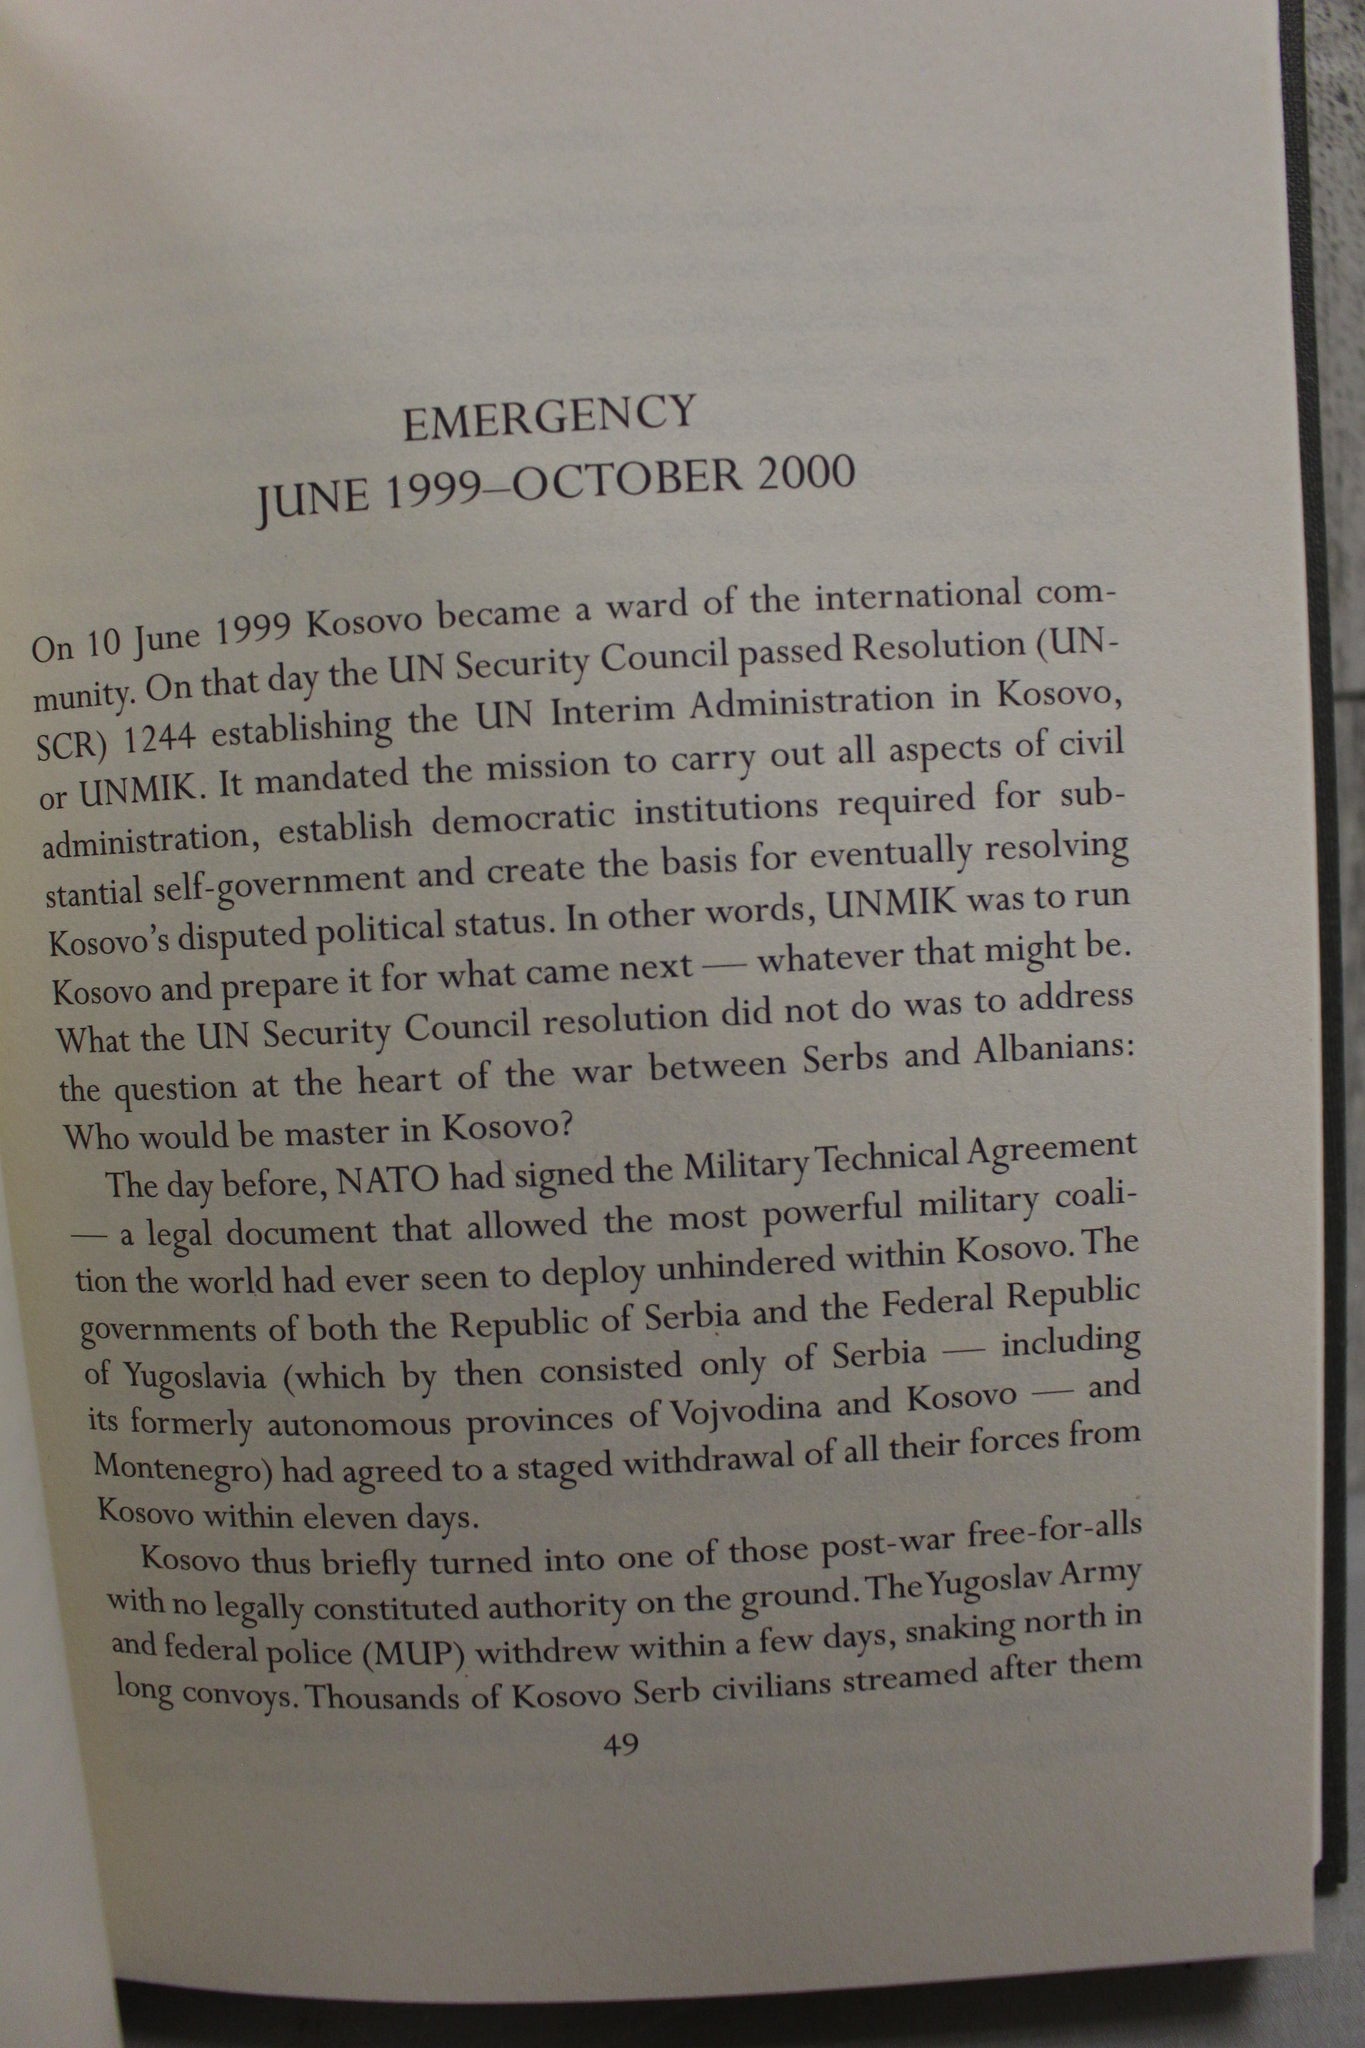 EMERGENCY
JUNE 1999–OCTOBER 2000
On 10 June 1999 Kosovo became a ward of the international com-
munity. On that day the UN Security Council passed Resolution (UN-
SCR) 1244 establishing the UN Interim Administration in Kosovo,
or UNMIK. It mandated the mission to carry out all aspects of civil
administration, establish democratic institutions required for sub-
stantial self-government and create the basis for eventually resolving
Kosovo's disputed political status. In other words, UNMIK was to run
Kosovo and prepare it for what came next — whatever that might be.
What the UN Security Council resolution did not do was to address
the question at the heart of the war between Serbs and Albanians:
Who would be master in Kosovo?
The day before, NATO had signed the Military Technical Agreement
— a legal document that allowed the most powerful military coali-
tion the world had ever seen to deploy unhindered within Kosovo. The
governments of both the Republic of Serbia and the Federal Republic
of Yugoslavia (which by then consisted only of Serbia — including
its formerly autonomous provinces of Vojvodina and Kosovo — and
Montenegro) had agreed to a staged withdrawal of all their forces from
Kosovo within eleven days.
Kosovo thus briefly turned into one of those post-war free-for-alls
with no legally constituted authority on the ground. The Yugoslav Army
and federal police (MUP) withdrew within a few days, snaking north in
long convoys. Thousands of Kosovo Serb civilians streamed after them
49